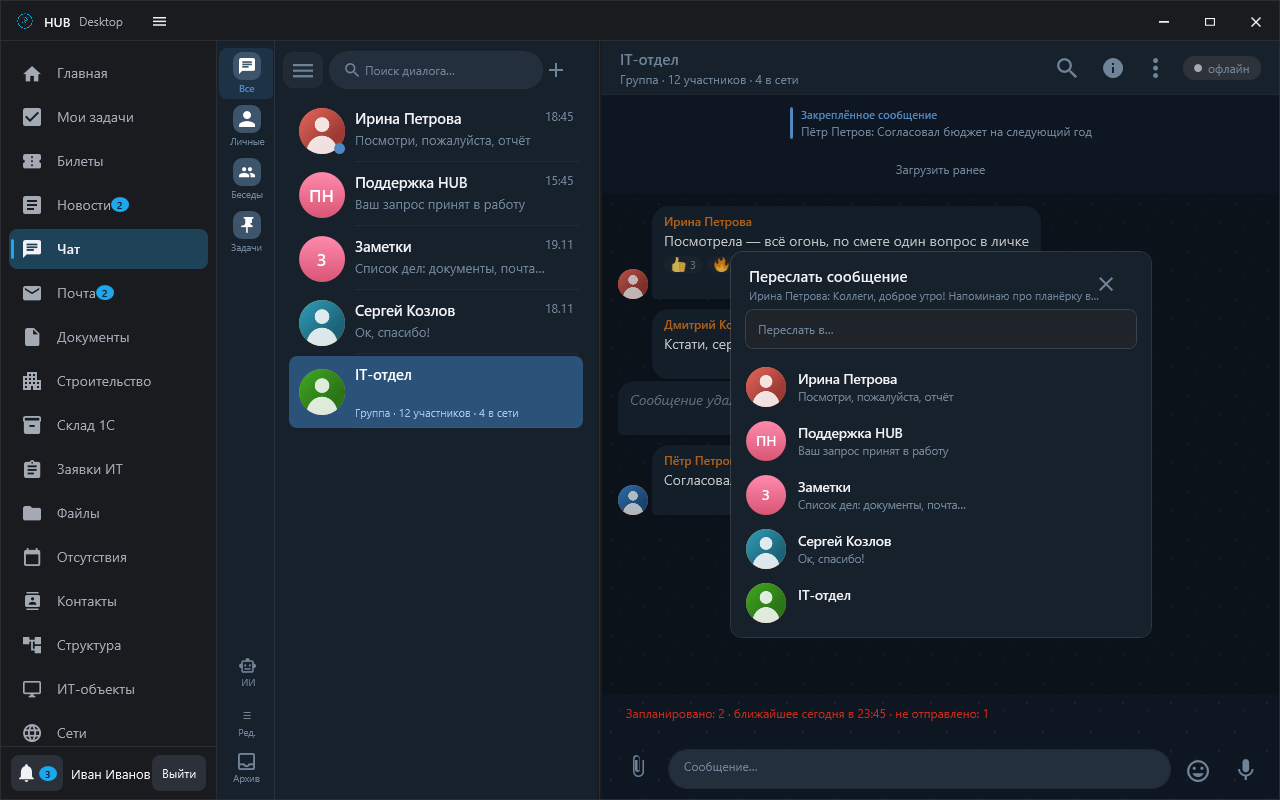 HUB Desktop
Главная
Мои задачи
Билеты
Новости 2
Чат
Почта 2
Документы
Строительство
Склад 1С
Заявки ИТ
Файлы
Отсутствия
Контакты
Структура
ИТ-объекты
Сети
3 Иван Иванов Выйти
Все
Личные
Беседы
Задачи
ИИ
Ред.
Архив
Поиск диалога...
Ирина Петрова 18:45
Посмотри, пожалуйста, отчёт
ПН
Поддержка HUB 15:45
Ваш запрос принят в работу
З
Заметки 19.11
Список дел: документы, почта...
Сергей Козлов 18.11
Ок, спасибо!
IT-отдел
Группа · 12 участников · 4 в сети
IT-отдел
Группа · 12 участников · 4 в сети
офлайн
Закреплённое сообщение
Пётр Петров: Согласовал бюджет на следующий год
Загрузить ранее
Ирина Петрова
Посмотрела — всё огонь, по смете один вопрос в личке
3
Дмитрий Ко
Кстати, сер
Сообщение уда
Пётр Петро
Согласова
Переслать сообщение
Ирина Петрова: Коллеги, доброе утро! Напоминаю про планёрку в...
Переслать в...
Ирина Петрова
Посмотри, пожалуйста, отчёт
ПН
Поддержка HUB
Ваш запрос принят в работу
З
Заметки
Список дел: документы, почта...
Сергей Козлов
Ок, спасибо!
IT-отдел
Запланировано: 2 · ближайшее сегодня в 23:45 · не отправлено: 1
Сообщение...